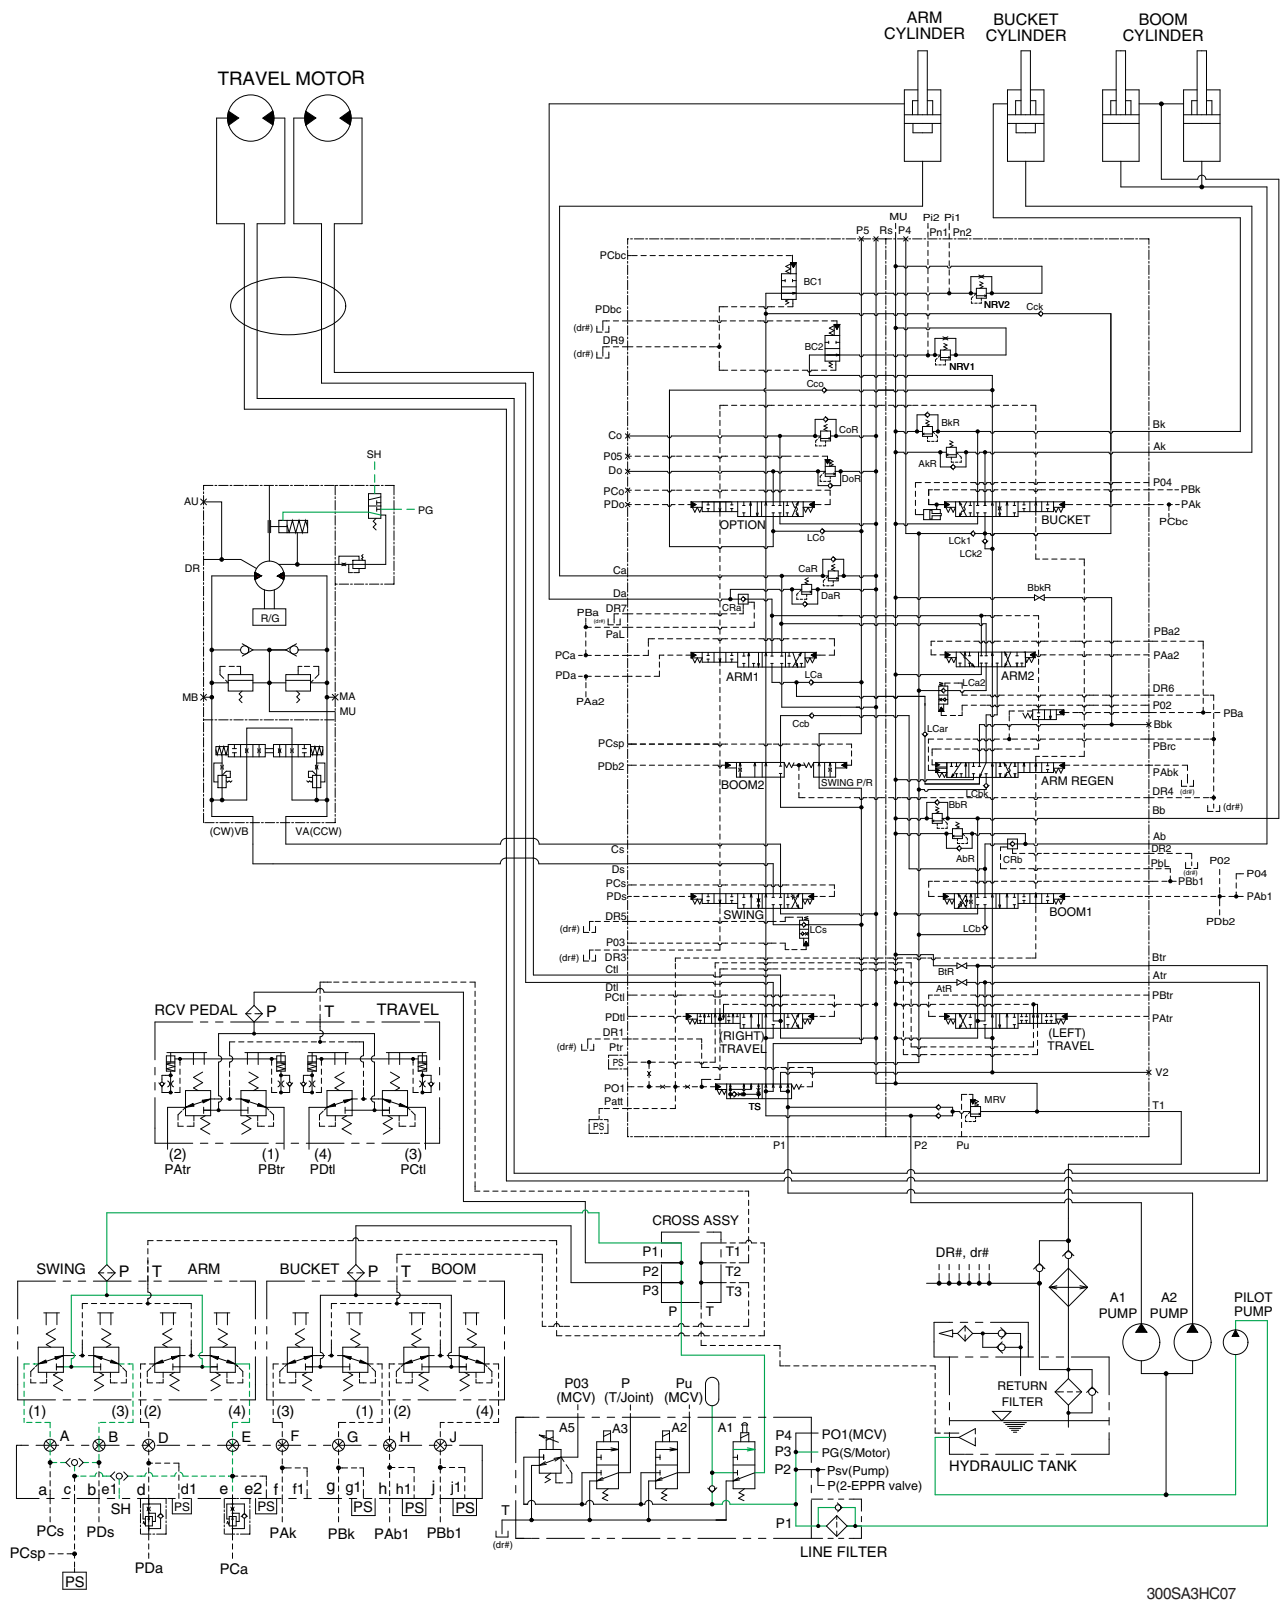 ARM
CYLINDER
BUCKET
CYLINDER
BOOM
CYLINDER
TRAVEL MOTOR
MU
Pi2 Pi1
P5 Rs P4
Pn1 Pn2
PCbc
BC1
NRV2
Cck
PDbc
(dr#)
DR9
(dr#)
BC2
NRV1
Cco
Co
CoR
BkR
Bk
P05
Do
DoR
AkR
Ak
PCo
PDo
OPTION
P04
PBk
PAk
BUCKET
PCbc
LCo
LCk1
LCk2
SH
AU
PG
DR
R/G
MB
MA
MU
(CW)VB
VA(CCW)
Ca
CaR
Da
DaR
CRa
BbkR
DR7
PBa
(dr#)
PaL
PBa2
PCa
PAa2
PDa
ARM1
ARM2
LCa
LCa2
DR6
PAa2
P02
PBa
Ccb
LCar
Bbk
PCsp
PBrc
PDb2
BOOM2
SWING P/R
ARM REGEN
PAbk
(dr#)
LCbk
DR4
(dr#)
BbR
Bb
AbR
CRb
Ab
DR2
PbL
(dr#)
P02
P04
PBb1
PAb1
PDb2
Cs
Ds
PCs
PDs
SWING
BOOM1
DR5
(dr#)
LCs
LCb
P03
(dr#)
DR3
Ctl
Btr
BtR
Atr
AtR
Dtl
PCtl
PBtr
PDtl
PAtr
(RIGHT)
TRAVEL
(LEFT)
TRAVEL
DR1
(dr#)
Ptr
PS
PO1
Patt
PS
TS
V2
MRV
T1
P1
P2
Pu
RCV PEDAL
P
T
TRAVEL
(2)
PAtr
(1)
PBtr
(4)
PDtl
(3)
PCtl
CROSS ASSY
P1
T1
P2
T2
P3
T3
P
T
SWING
P
T
ARM
BUCKET
P
T
BOOM
(1)
(3)
(2)
(4)
(3)
(1)
(2)
(4)
A
B
D
E
F
G
H
J
a
c
b
e1
d
d1
e
e2
f
f1
g
g1
h
h1
j
j1
SH
PS
PS
PS
PS
PS
PCs
PDs
PAk
PBk
PAb1
PBb1
PCsp
PDa
PCa
PS
P03
(MCV)
P
(T/Joint)
Pu
(MCV)
A5
A3
A2
A1
P4
PO1(MCV)
P3
PG(S/Motor)
P2
Psv(Pump)
P(2-EPPR valve)
T
(dr#)
P1
LINE FILTER
DR#, dr#
A1
PUMP
A2
PUMP
PILOT
PUMP
RETURN
FILTER
HYDRAULIC TANK
300SA3HC07